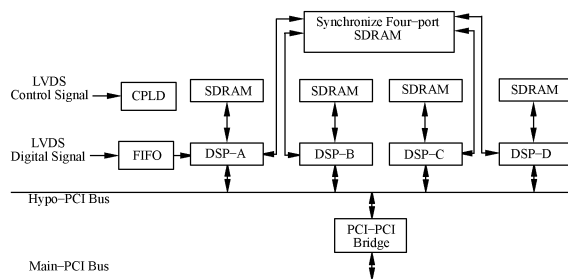 Synchronize Four-port
SDRAM
LVDS
Control Signal
CPLD
SDRAM
SDRAM
SDRAM
SDRAM
LVDS
Digital Signal
FIFO
DSP-A
DSP-B
DSP-C
DSP-D
Hypo-PCI Bus
PCI-PCI
Bridge
Main-PCI Bus